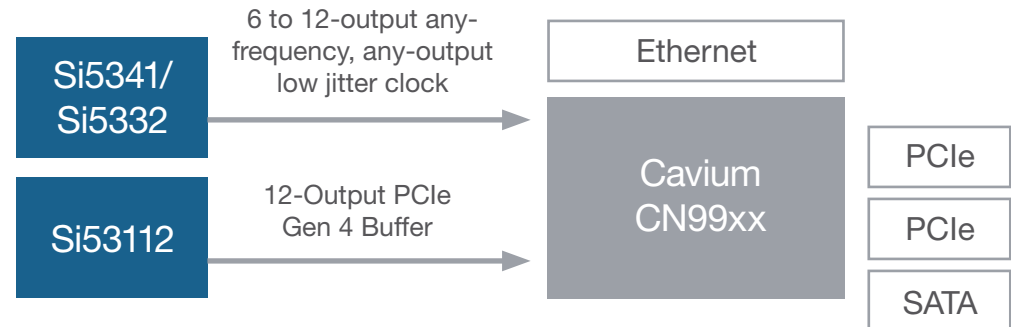 Si5341/
Si5332
6 to 12-output any-
frequency, any-output
low jitter clock
Ethernet
Si53112
12-Output PCIe
Gen 4 Buffer
Cavium
CN99xx
PCIe
PCIe
SATA